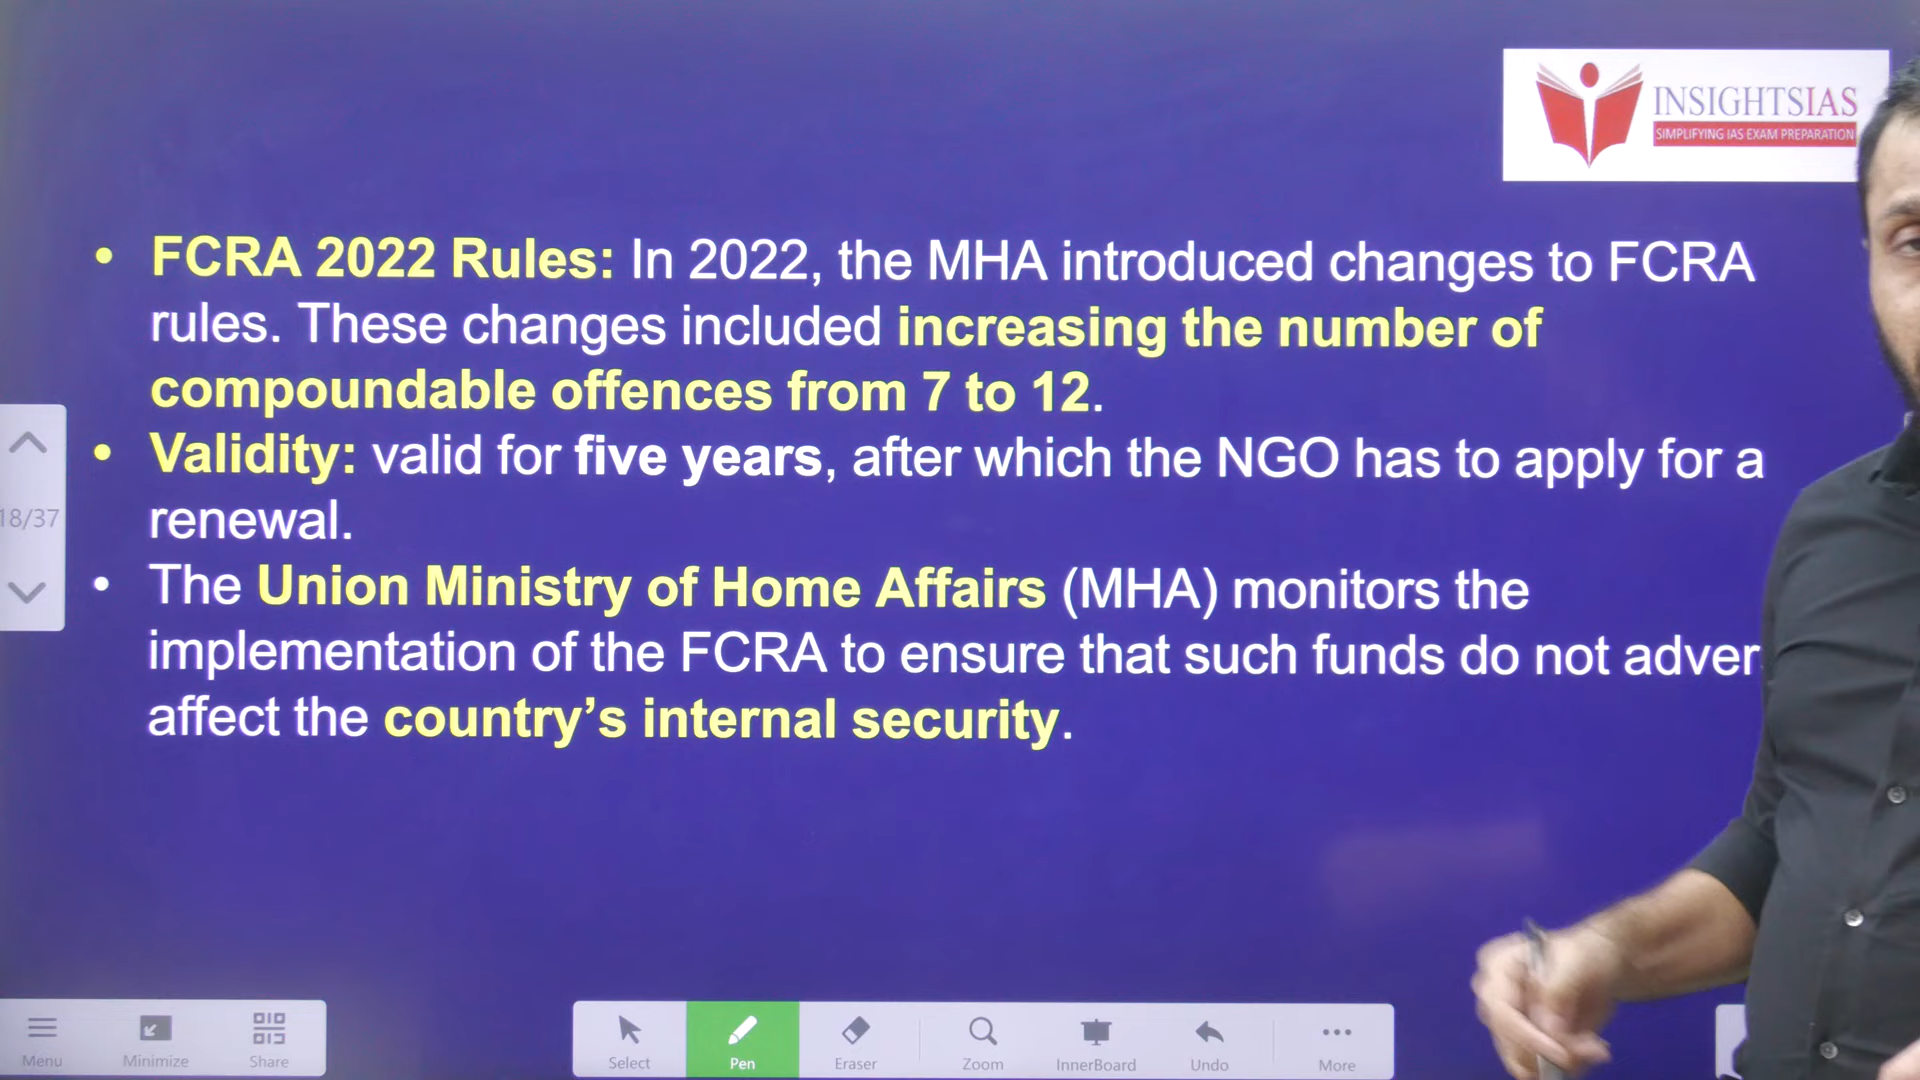 INSIGHTSIAS
SIMPLIFYING IAS EXAM PREPARATION
• FCRA 2022 Rules: In 2022, the MHA introduced changes to FCRA
rules. These changes included increasing the number of
compoundable offences from 7 to 12.
• Validity: valid for five years, after which the NGO has to apply for a
renewal.
• The Union Ministry of Home Affairs (MHA) monitors the
implementation of the FCRA to ensure that such funds do not adver
affect the country’s internal security.
18/37
Menu Minimize Share Select Pen Eraser Zoom InnerBoard Undo More